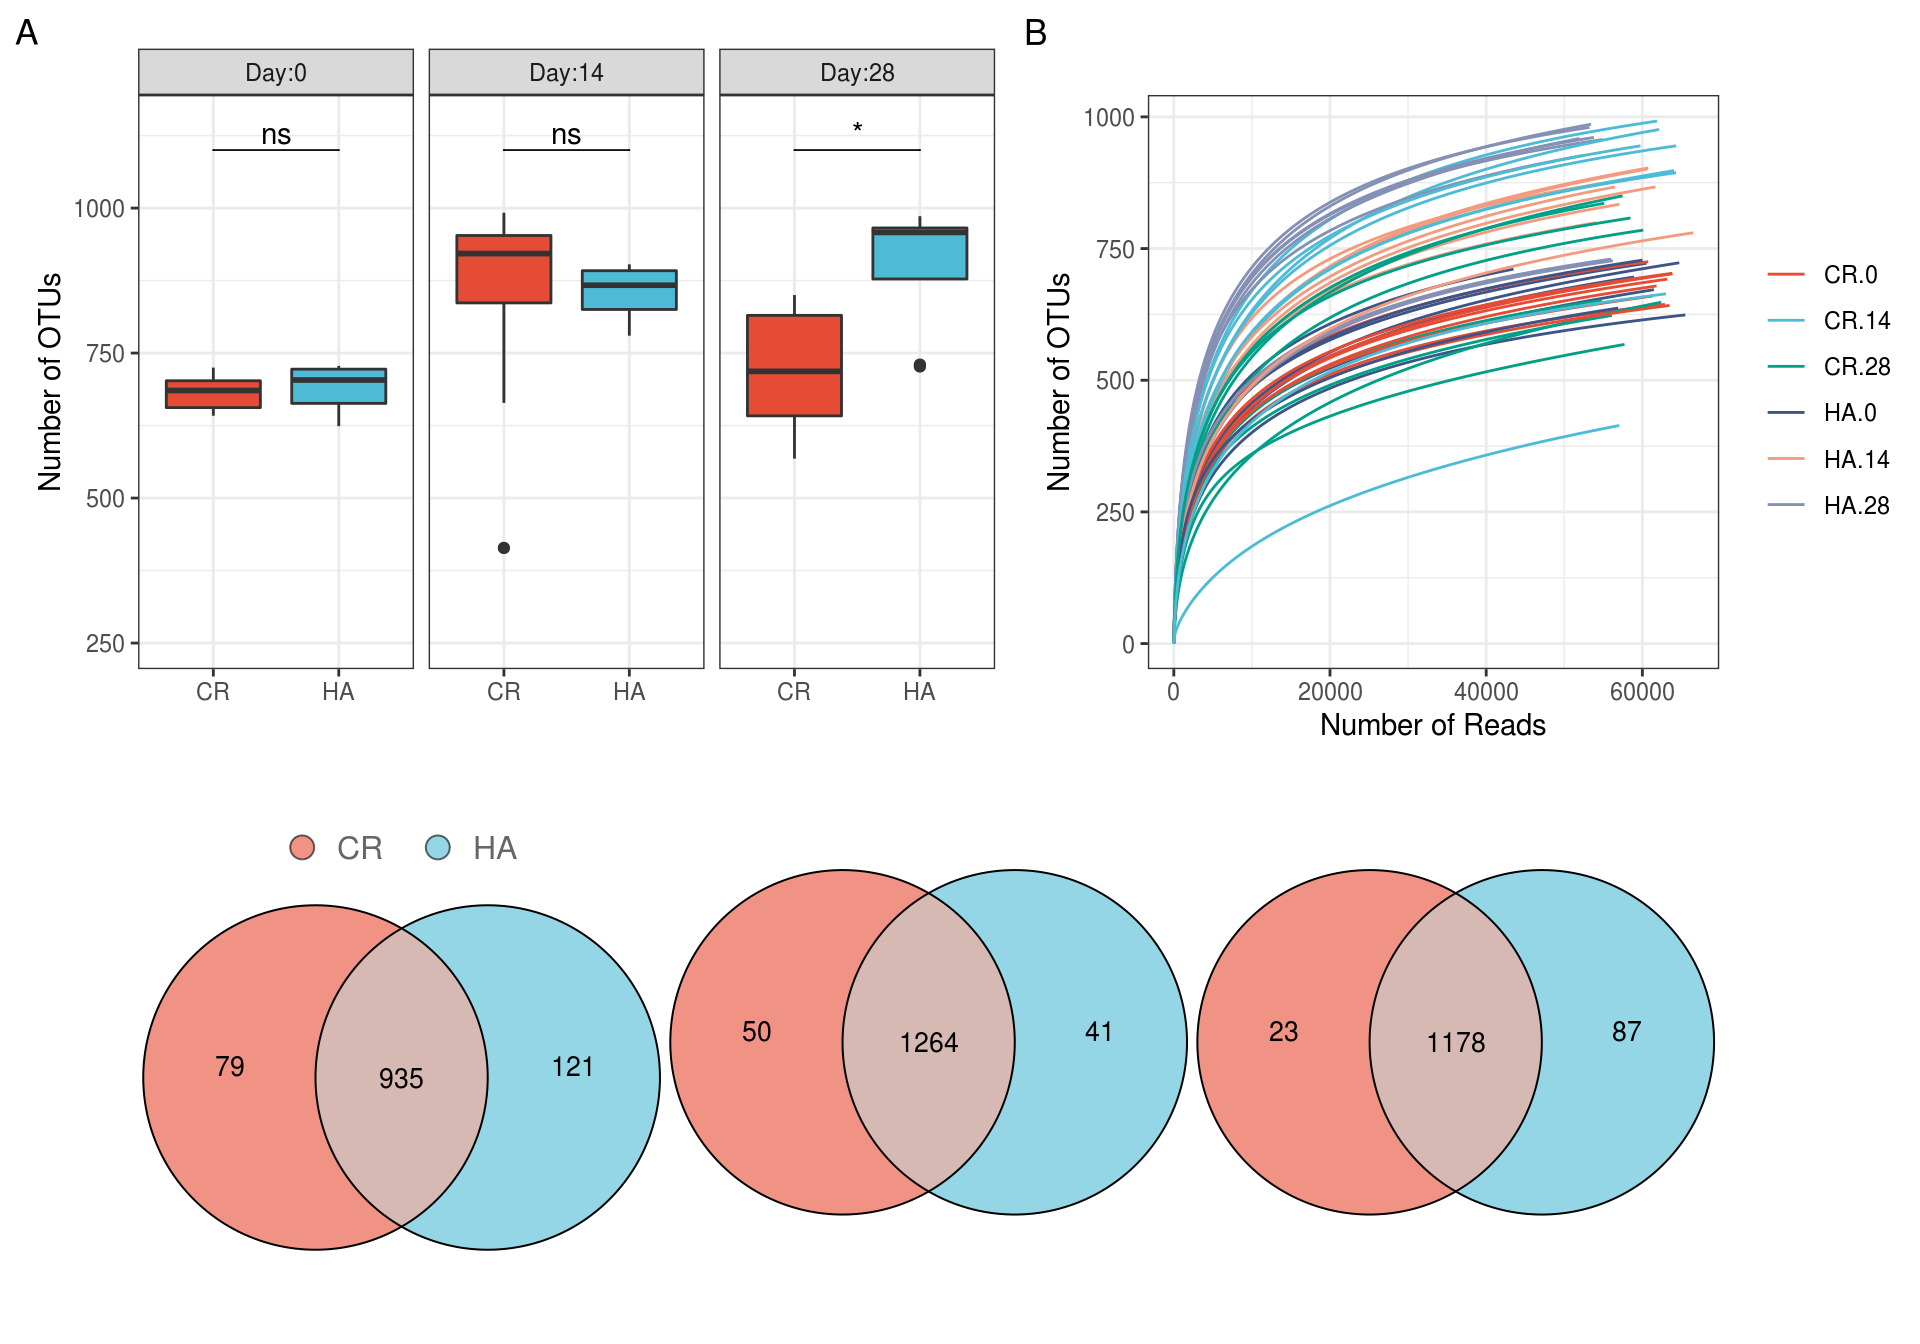 A
Day:0
Day:14
Day:28
ns
ns
*
1000
750
500
250
Number of OTUs
CR
HA
CR
HA
CR
HA
B
1000
750
500
250
0
Number of OTUs
0
20000
40000
60000
Number of Reads
CR.0
CR.14
CR.28
HA.0
HA.14
HA.28
CR
HA
79
935
121
50
1264
41
23
1178
87